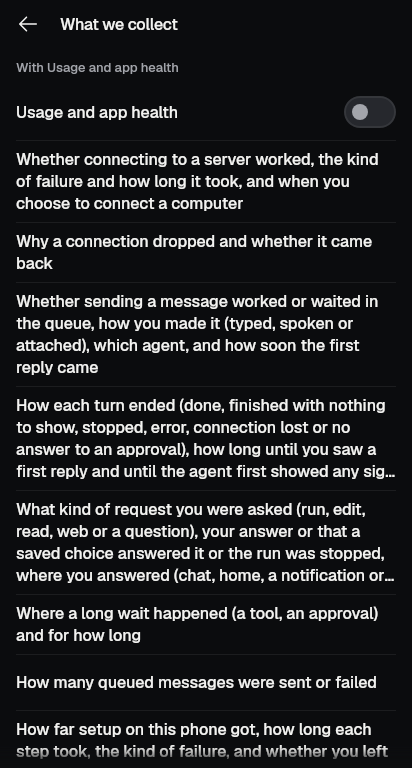 What we collect
With Usage and app health
Usage and app health
Whether connecting to a server worked, the kind
of failure and how long it took, and when you
choose to connect a computer
Why a connection dropped and whether it came
back
Whether sending a message worked or waited in
the queue, how you made it (typed, spoken or
attached), which agent, and how soon the first
reply came
How each turn ended (done, finished with nothing
to show, stopped, error, connection lost or no
answer to an approval), how long until you saw a
first reply and until the agent first showed any sig…
What kind of request you were asked (run, edit,
read, web or a question), your answer or that a
saved choice answered it or the run was stopped,
where you answered (chat, home, a notification or…
Where a long wait happened (a tool, an approval)
and for how long
How many queued messages were sent or failed
How far setup on this phone got, how long each
step took, the kind of failure, and whether you left